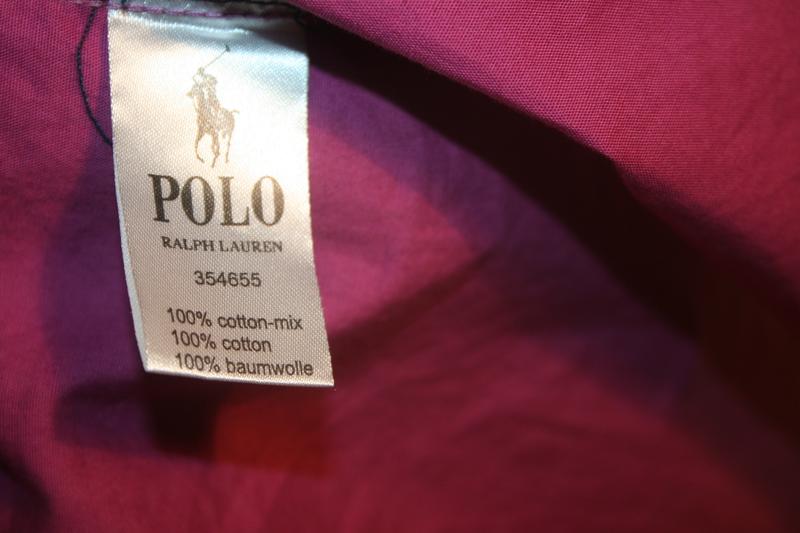 POLO
RALPH LAUREN
354655
100% cotton-mix
100% cotton
100% baumwolle